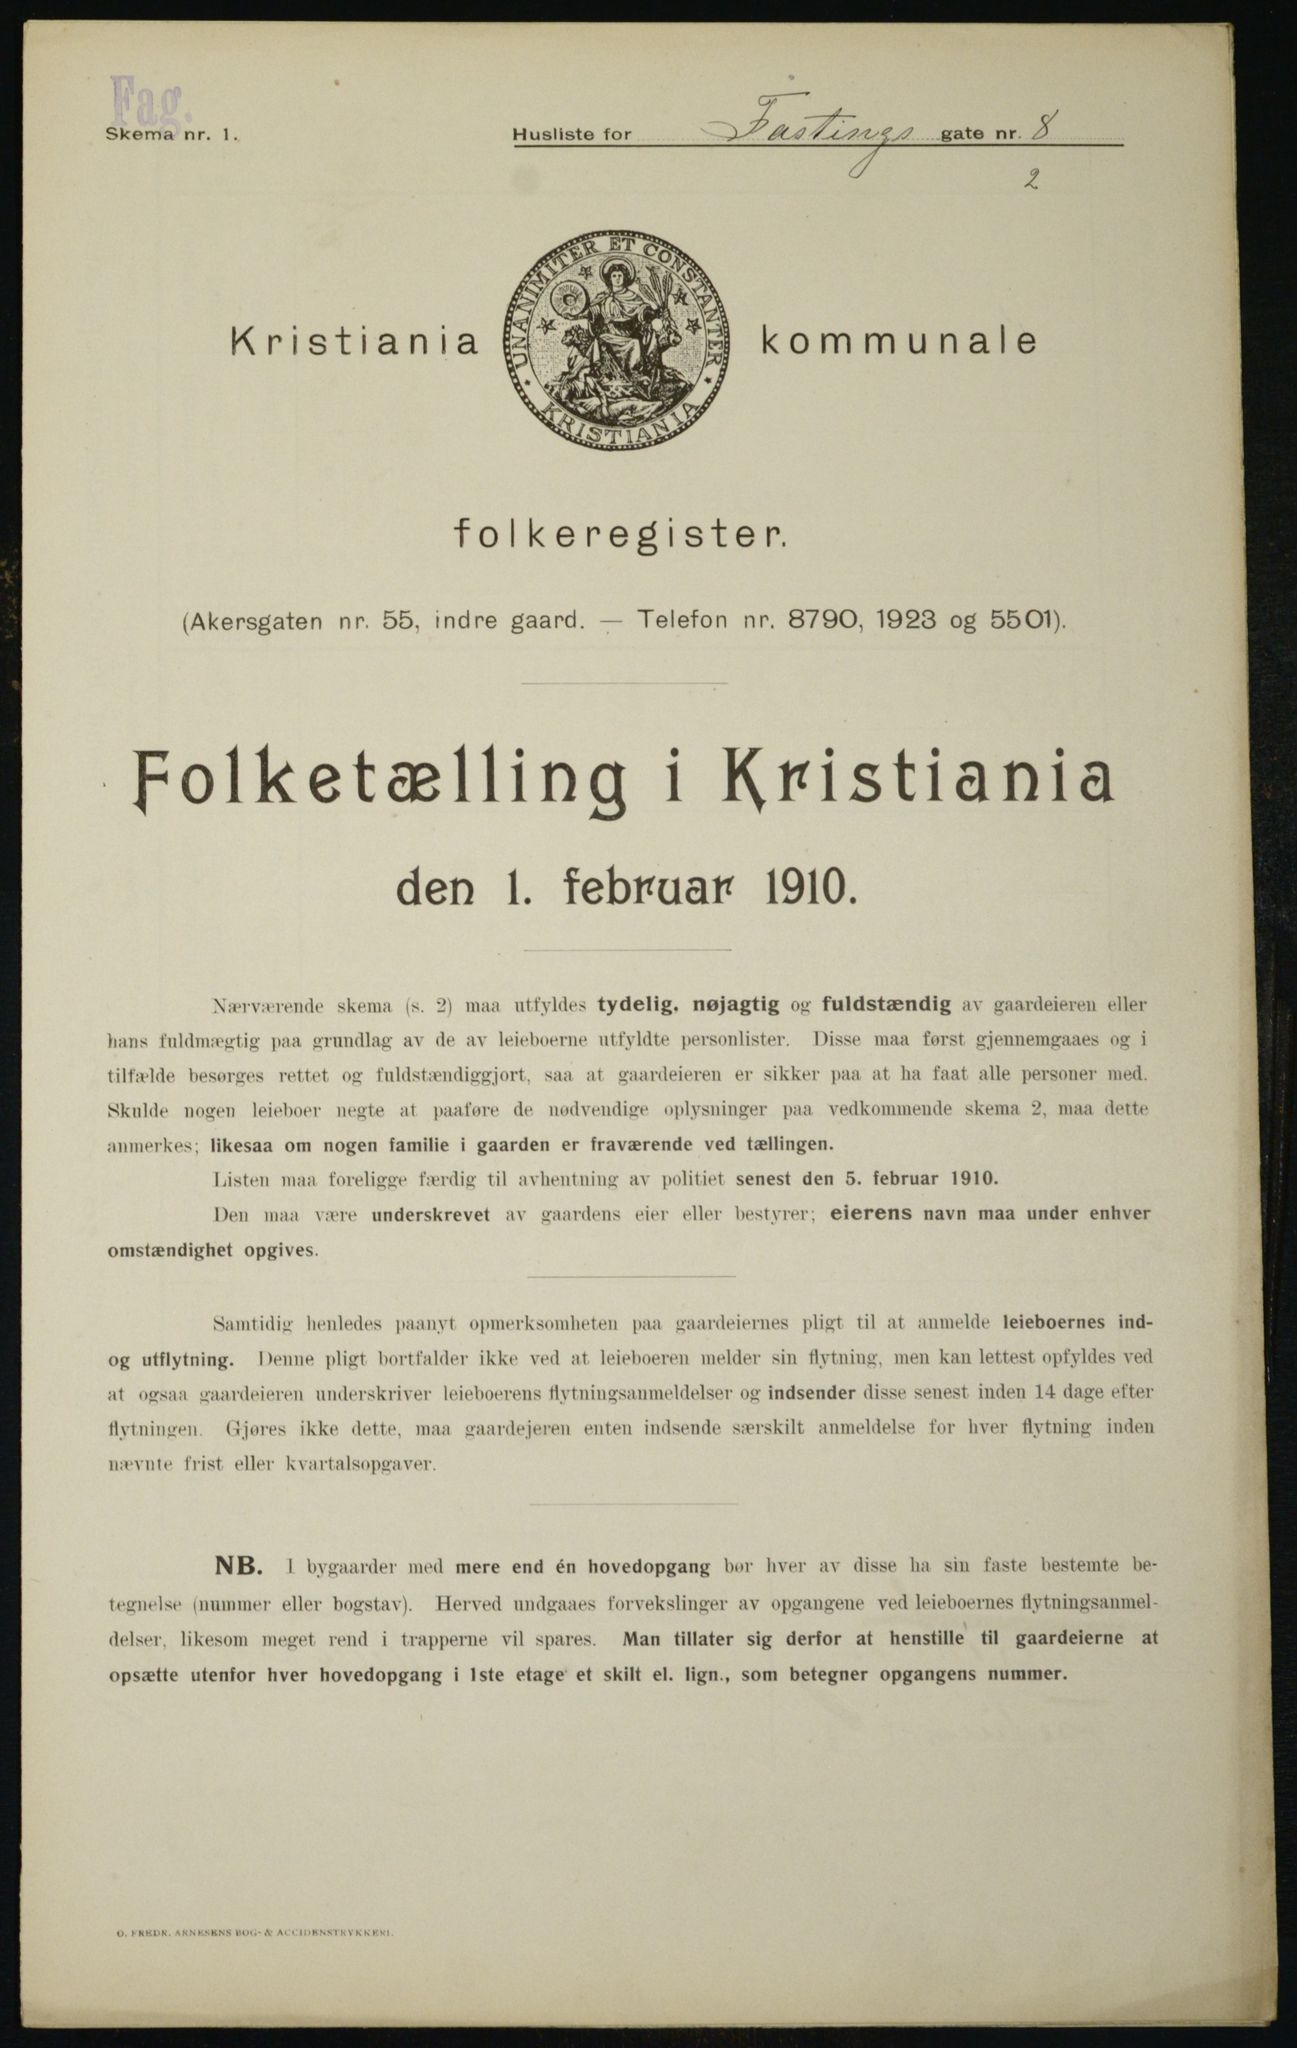 Fag.
Skema nr. 1.
Husliste for Fastings gate nr. 8
2
Kristiania kommunale
UNANIMITER ET CONSTANTER
KRISTIANIA
folkeregister.
(Akersgaten nr. 55, indre gaard. — Telefon nr. 8790, 1923 og 5501).
Folketælling i Kristiania
den 1. februar 1910.
Nærværende skema (s. 2) maa utfyldes tydelig, nøjagtig og fuldstændig av gaardeieren eller
hans fuldmægtig paa grundlag av de av leieboerne utfyldte personlister. Disse maa først gjennemgaaes og i
tilfælde besørges rettet og fuldstændiggjort, saa at gaardeieren er sikker paa at ha faat alle personer med.
Skulde nogen leieboer negte at paaføre de nødvendige oplysninger paa vedkommende skema 2, maa dette
anmerkes; likesaa om nogen familie i gaarden er fraværende ved tællingen.
Listen maa foreligge færdig til avhentning av politiet senest den 5. februar 1910.
Den maa være underskrevet av gaardens eier eller bestyrer; eierens navn maa under enhver
omstændighet opgives.
Samtidig henledes paanyt opmerksomheten paa gaardeiernes pligt til at anmelde leieboernes ind-
og utflytning. Denne pligt bortfalder ikke ved at leieboeren melder sin flytning, men kan lettest opfyldes ved
at ogsaa gaardeieren underskriver leieboerens flytningsanmeldelser og indsender disse senest inden 14 dage efter
flytningen. Gjøres ikke dette, maa gaardejeren enten indsende særskilt anmeldelse for hver flytning inden
nævnte frist eller kvartalsopgaver.
NB. I bygaarder med mere end én hovedopgang bør hver av disse ha sin faste bestemte be-
tegnelse (nummer eller bogstav). Herved undgaaes forvekslinger av opgangene ved leieboernes flytningsanmel-
delser, likesom meget rend i trapperne vil spares. Man tillater sig derfor at henstille til gaardeierne at
opsætte utenfor hver hovedopgang i 1ste etage et skilt el. lign., som betegner opgangens nummer.
O. FREDR. ARNESENS BOG- & ACCIDENSTRYKKERI.